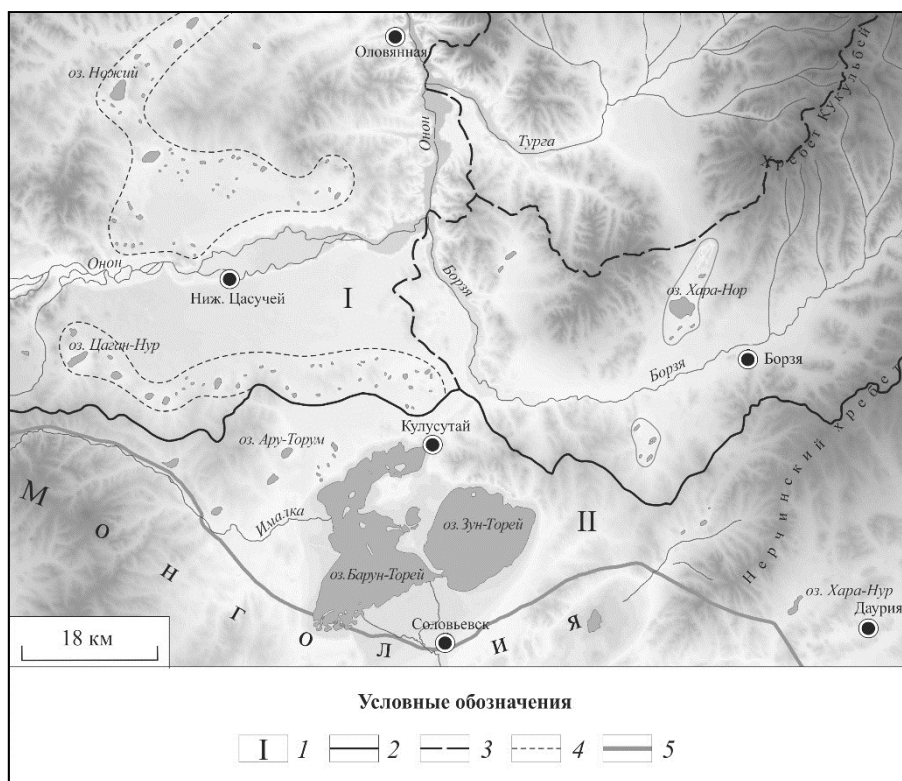 Оловянная
оз. Ножий
Онон
Турга
Хребет Кукульбей
Онон
Ниж. Цасучей
I
Борзя
оз. Хара-Нор
оз. Цаган-Нур
Борзя
Борзя
Кулусутай
оз. Ару-Торум
Нерчинский хребет
Ималка
оз. Зун-Торей
II
оз. Барун-Торей
МОНГОЛИЯ
оз. Хара-Нур
Даурия
Соловьевск
18 км
Условные обозначения
I 1 2 3 4 5